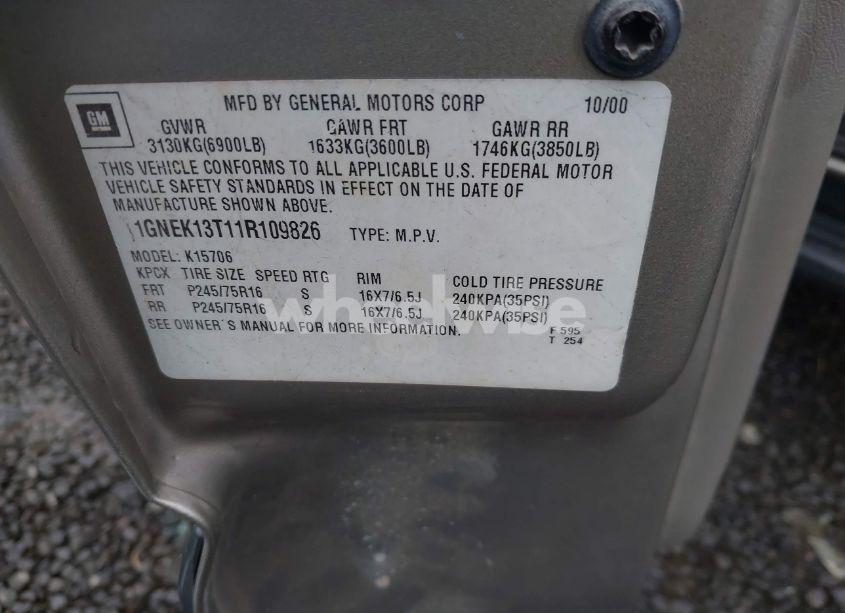 GM
MFD BY GENERAL MOTORS CORP 10/00
GVWR GAWR FRT GAWR RR
3130KG(6900LB) 1633KG(3600LB) 1746KG(3850LB)
THIS VEHICLE CONFORMS TO ALL APPLICABLE U.S. FEDERAL MOTOR
VEHICLE SAFETY STANDARDS IN EFFECT ON THE DATE OF
MANUFACTURE SHOWN ABOVE.
1GNEK13T11R109826 TYPE: M.P.V.
MODEL: K15706
KPCX TIRE SIZE SPEED RTG RIM COLD TIRE PRESSURE
FRT P245/75R16 S 16X7/6.5J 240KPA(35PSI)
RR P245/75R16 S 16X7/6.5J 240KPA(35PSI)
SEE OWNER'S MANUAL FOR MORE INFORMATION.
F 595
T 254
wheelwise